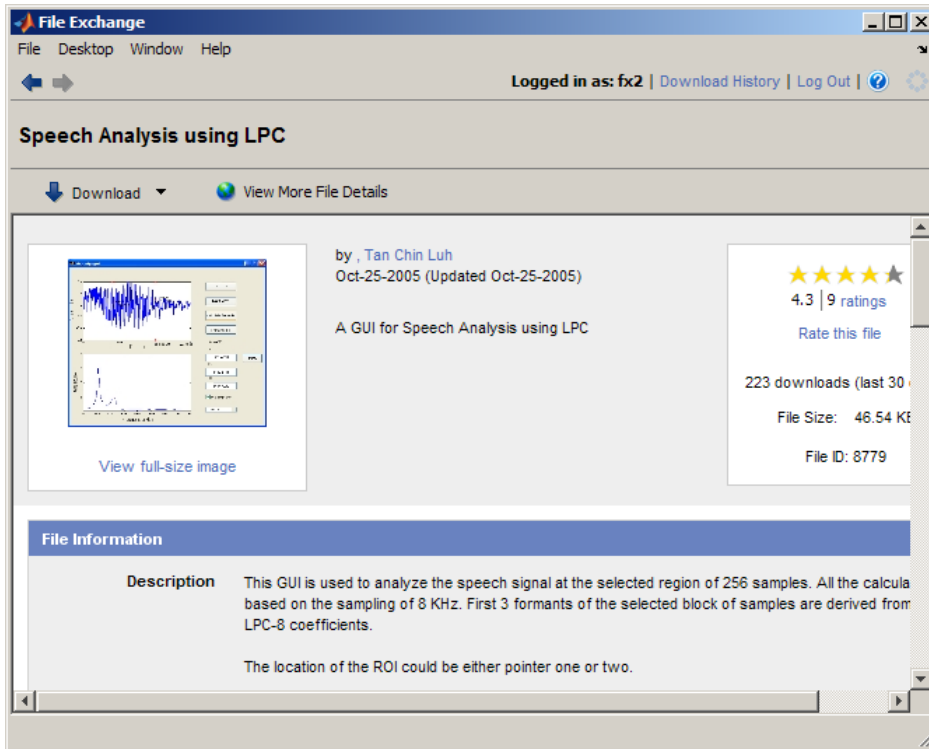 File Exchange
File Desktop Window Help
Logged in as: fx2 | Download History | Log Out |
Speech Analysis using LPC
Download View More File Details
by , Tan Chin Luh
Oct-25-2005 (Updated Oct-25-2005)
A GUI for Speech Analysis using LPC
View full-size image
4.3 | 9 ratings
Rate this file
223 downloads (last 30
File Size: 46.54 KB
File ID: 8779
File Information
Description
This GUI is used to analyze the speech signal at the selected region of 256 samples. All the calcula
based on the sampling of 8 KHz. First 3 formants of the selected block of samples are derived from
LPC-8 coefficients.
The location of the ROI could be either pointer one or two.